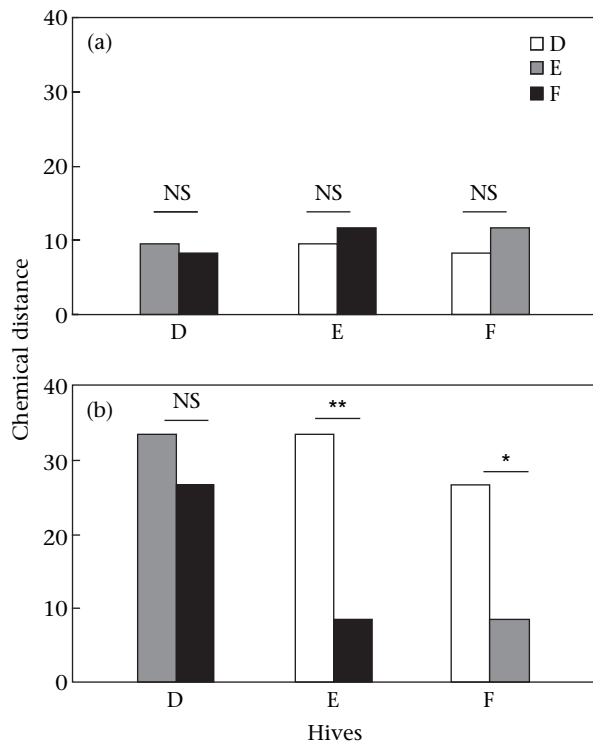 Chemical distance
(a)
D
E
F
40
30
20
10
0
NS
NS
NS
D E F
(b)
40
30
20
10
0
NS
**
*
D E F
Hives